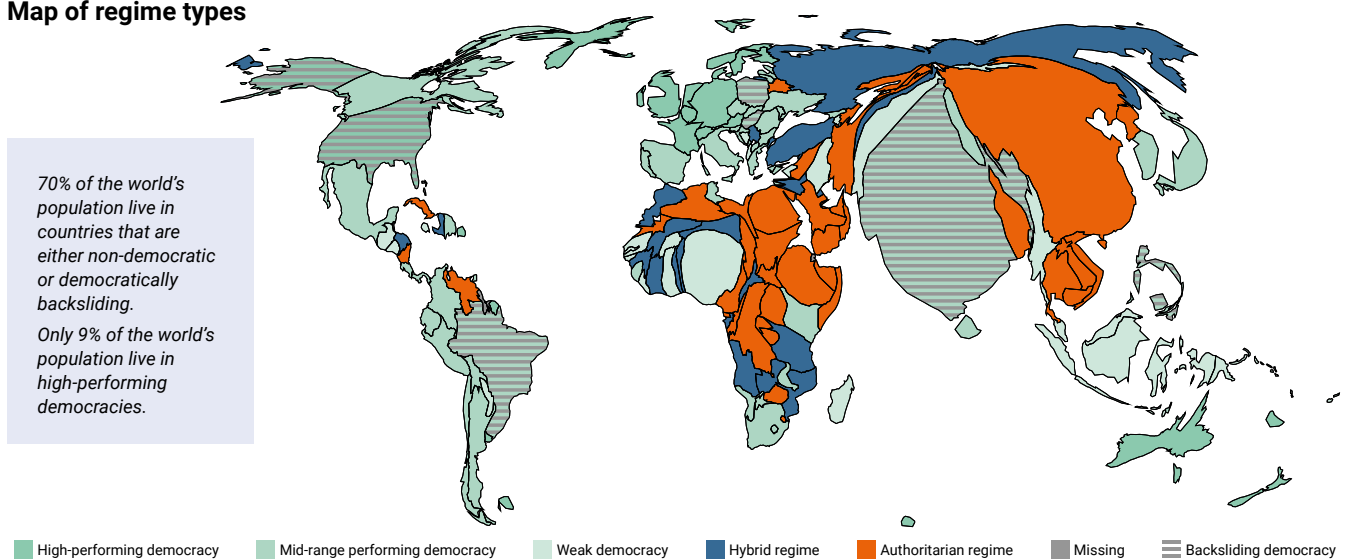 Map of regime types
70% of the world's
population live in
countries that are
either non-democratic
or democratically
backsliding.
Only 9% of the world's
population live in
high-performing
democracies.
High-performing democracy
Mid-range performing democracy
Weak democracy
Hybrid regime
Authoritarian regime
Missing
Backsliding democracy